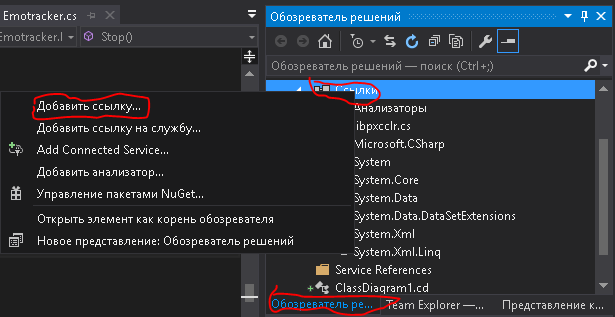 Emotracker.cs
Emotracker.I
Stop()
Обозреватель решений
Обозреватель решений — поиск (Ctrl+;)
Ссылки
Анализаторы
libpxcclr.cs
Microsoft.CSharp
System
System.Core
System.Data
System.Data.DataSetExtensions
System.Xml
System.Xml.Linq
Service References
ClassDiagram1.cd
Добавить ссылку...
Добавить ссылку на службу...
Add Connected Service...
Добавить анализатор...
Управление пакетами NuGet...
Открыть элемент как корень обозревателя
Новое представление: Обозреватель решений
Обозреватель ре...
Team Explorer —...
Представление к...